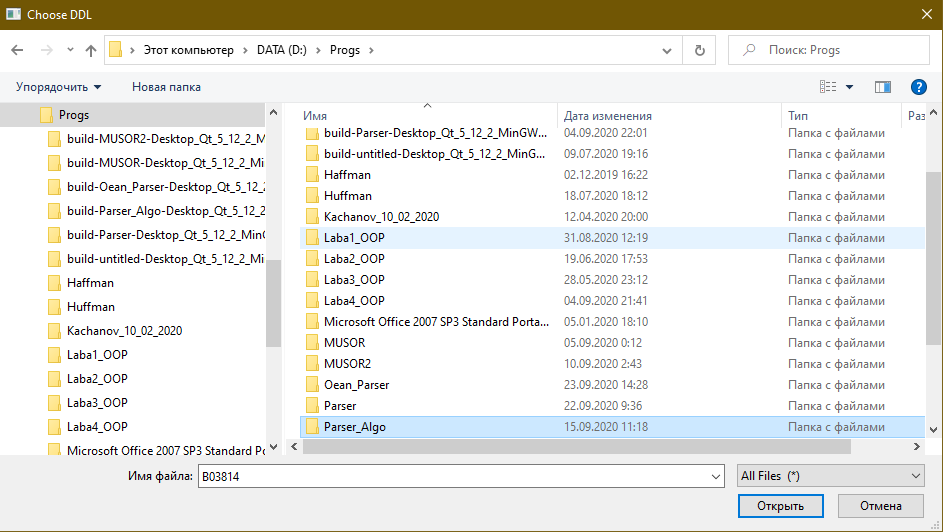 Choose DDL
Этот компьютер > DATA (D:) > Progs >
Поиск: Progs
Упорядочить
Новая папка
?
Progs
build-MUSOR2-Desktop_Qt_5_12_2_M
build-MUSOR-Desktop_Qt_5_12_2_Mi
build-Oean_Parser-Desktop_Qt_5_12_2
build-Parser_Algo-Desktop_Qt_5_12_2
build-Parser-Desktop_Qt_5_12_2_Min
build-untitled-Desktop_Qt_5_12_2_Mi
Haffman
Huffman
Kachanov_10_02_2020
Laba1_OOP
Laba2_OOP
Laba3_OOP
Laba4_OOP
Microsoft Office 2007 SP3 Standard Po
Имя Дата изменения Тип Раз
build-Parser-Desktop_Qt_5_12_2_MinGW... 04.09.2020 22:01 Папка с файлами
build-untitled-Desktop_Qt_5_12_2_MinG... 09.07.2020 19:16 Папка с файлами
Haffman 02.12.2019 16:22 Папка с файлами
Huffman 18.07.2020 18:12 Папка с файлами
Kachanov_10_02_2020 12.04.2020 20:00 Папка с файлами
Laba1_OOP 31.08.2020 12:19 Папка с файлами
Laba2_OOP 19.06.2020 17:53 Папка с файлами
Laba3_OOP 28.05.2020 23:12 Папка с файлами
Laba4_OOP 04.09.2020 21:41 Папка с файлами
Microsoft Office 2007 SP3 Standard Porta... 05.01.2020 18:10 Папка с файлами
MUSOR 05.09.2020 0:12 Папка с файлами
MUSOR2 10.09.2020 2:43 Папка с файлами
Oean_Parser 23.09.2020 14:28 Папка с файлами
Parser 22.09.2020 9:36 Папка с файлами
Parser_Algo 15.09.2020 11:18 Папка с файлами
Имя файла: B03814 All Files (*)
Открыть Отмена